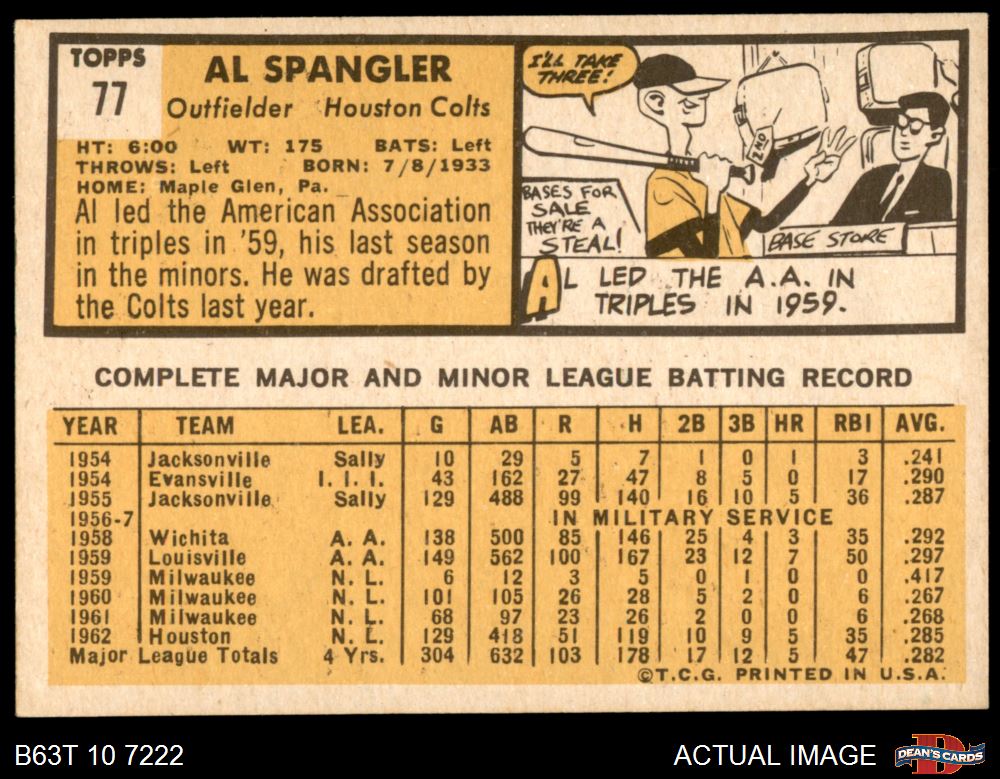 TOPPS
77
AL SPANGLER
Outfielder Houston Colts
HT: 6:00 WT: 175 BATS: Left
THROWS: Left BORN: 7/8/1933
HOME: Maple Glen, Pa.
Al led the American Association
in triples in '59, his last season
in the minors. He was drafted by
the Colts last year.
I'LL TAKE
THREE!
2ND
BASES FOR
SALE
THEY'RE A
STEAL!
BASE STORE
AL LED THE A.A. IN
TRIPLES IN 1959.
COMPLETE MAJOR AND MINOR LEAGUE BATTING RECORD
YEAR TEAM LEA. G AB R H 2B 3B HR RBI AVG.
1954 Jacksonville Sally 10 29 5 7 1 0 1 3 .241
1954 Evansville I. I. I. 43 162 27 47 8 5 0 17 .290
1955 Jacksonville Sally 129 488 99 140 16 10 5 36 .287
1956-7 IN MILITARY SERVICE
1958 Wichita A. A. 138 500 85 146 25 4 3 35 .292
1959 Louisville A. A. 149 562 100 167 23 12 7 50 .297
1959 Milwaukee N. L. 6 12 3 5 0 1 0 0 .417
1960 Milwaukee N. L. 101 105 26 28 5 2 0 6 .267
1961 Milwaukee N. L. 68 97 23 26 2 0 0 6 .268
1962 Houston N. L. 129 418 51 119 10 9 5 35 .285
Major League Totals 4 Yrs. 304 632 103 178 17 12 5 47 .282
©T.C.G. PRINTED IN U.S.A.
B63T 10 7222
ACTUAL IMAGE
DEAN'S CARDS